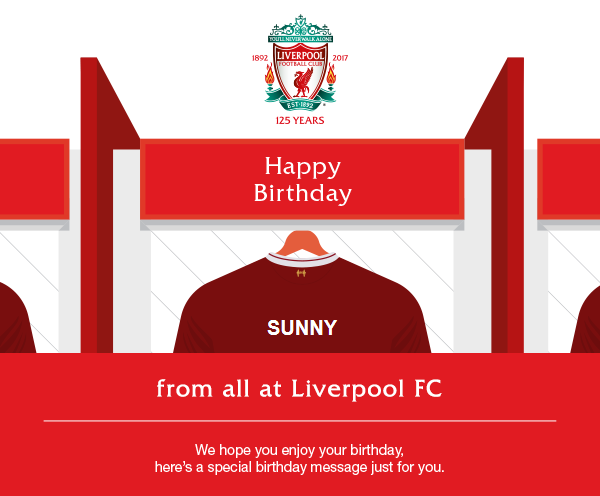 YOU'LL NEVER WALK ALONE
1892 2017
LIVERPOOL
FOOTBALL CLUB
EST·1892
125 YEARS
Happy
Birthday
SUNNY
from all at Liverpool FC
We hope you enjoy your birthday,
here's a special birthday message just for you.